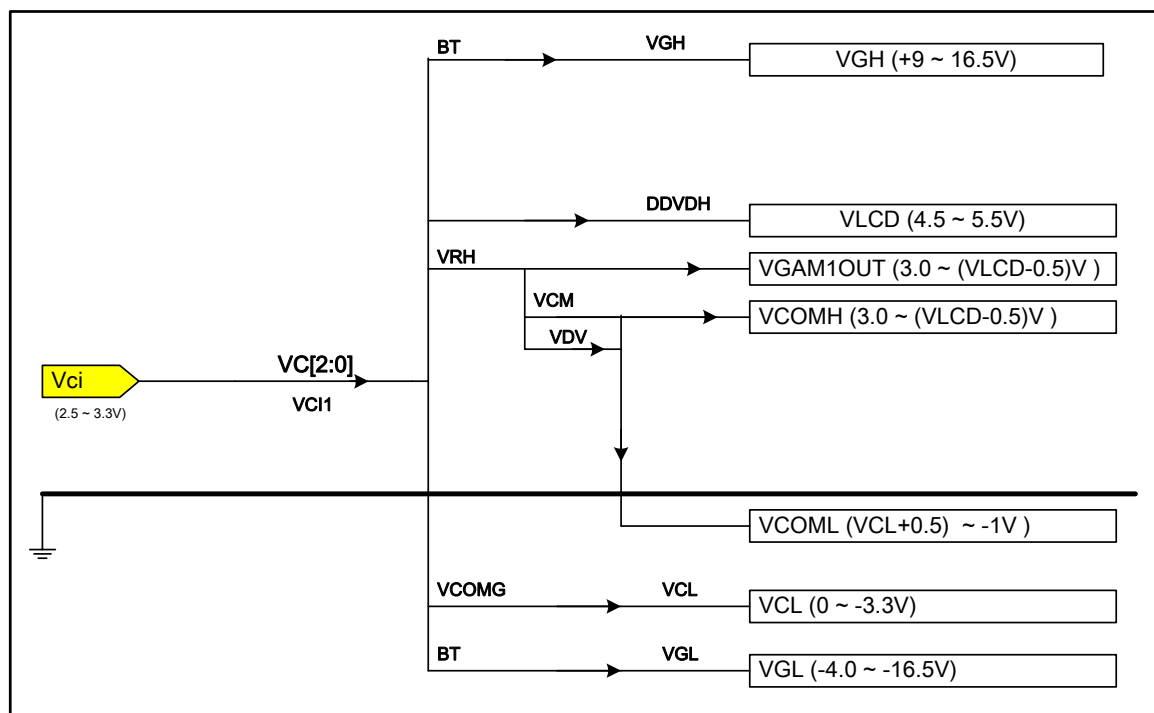 BT VGH VGH (+9 ~ 16.5V)
DDVDH VLCD (4.5 ~ 5.5V)
VRH VGAM1OUT (3.0 ~ (VLCD-0.5)V )
VCM VCOMH (3.0 ~ (VLCD-0.5)V )
VDV
Vci VC[2:0]
(2.5 ~ 3.3V) VCI1
VCOML (VCL+0.5) ~ -1V )
VCOMG VCL VCL (0 ~ -3.3V)
BT VGL VGL (-4.0 ~ -16.5V)